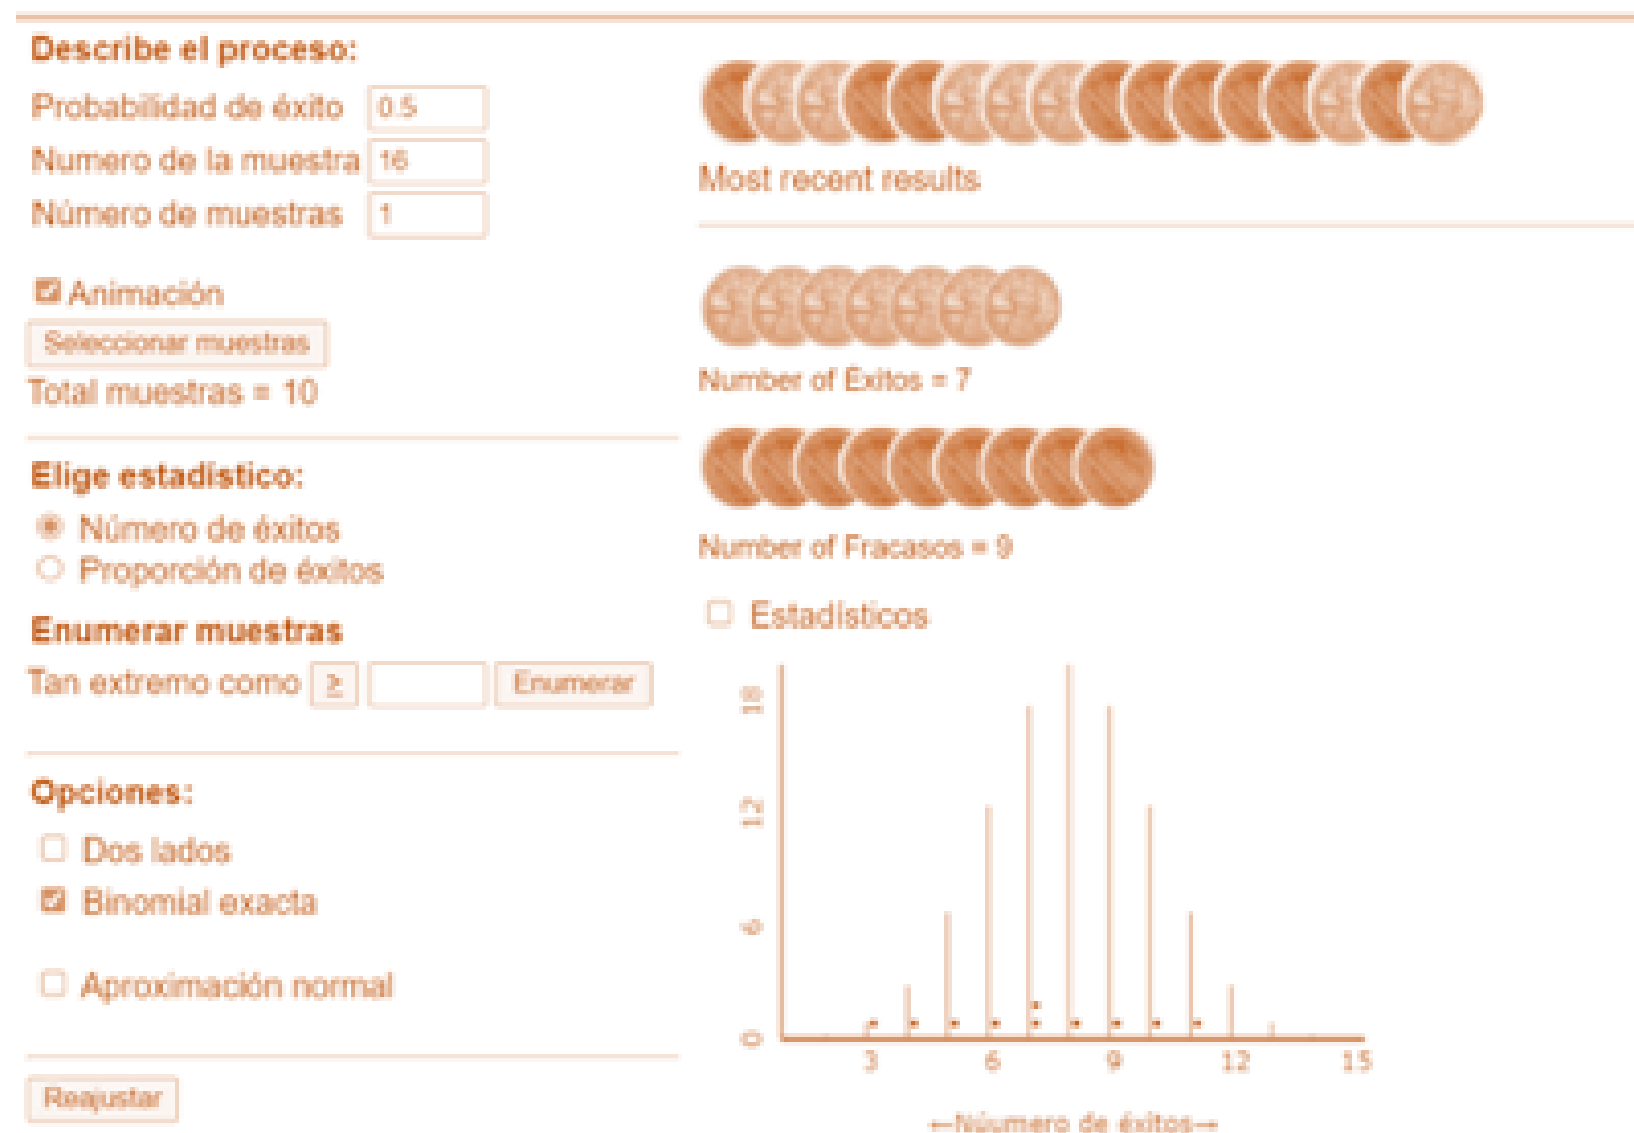 Describe el proceso:
Probabilidad de éxito 0.5
Numero de la muestra 16
Número de muestras 1
Animación
Seleccionar muestras
Total muestras = 10
Elige estadístico:
Número de éxitos
Proporción de éxitos
Enumerar muestras
Tan extremo como ≥ Enumerar
Opciones:
Dos lados
Binomial exacta
Aproximación normal
Reajustar
Most recent results
Number of Éxitos = 7
Number of Fracasos = 9
Estadísticos
18
12
6
0
3 6 9 12 15
←Núumero de éxitos→